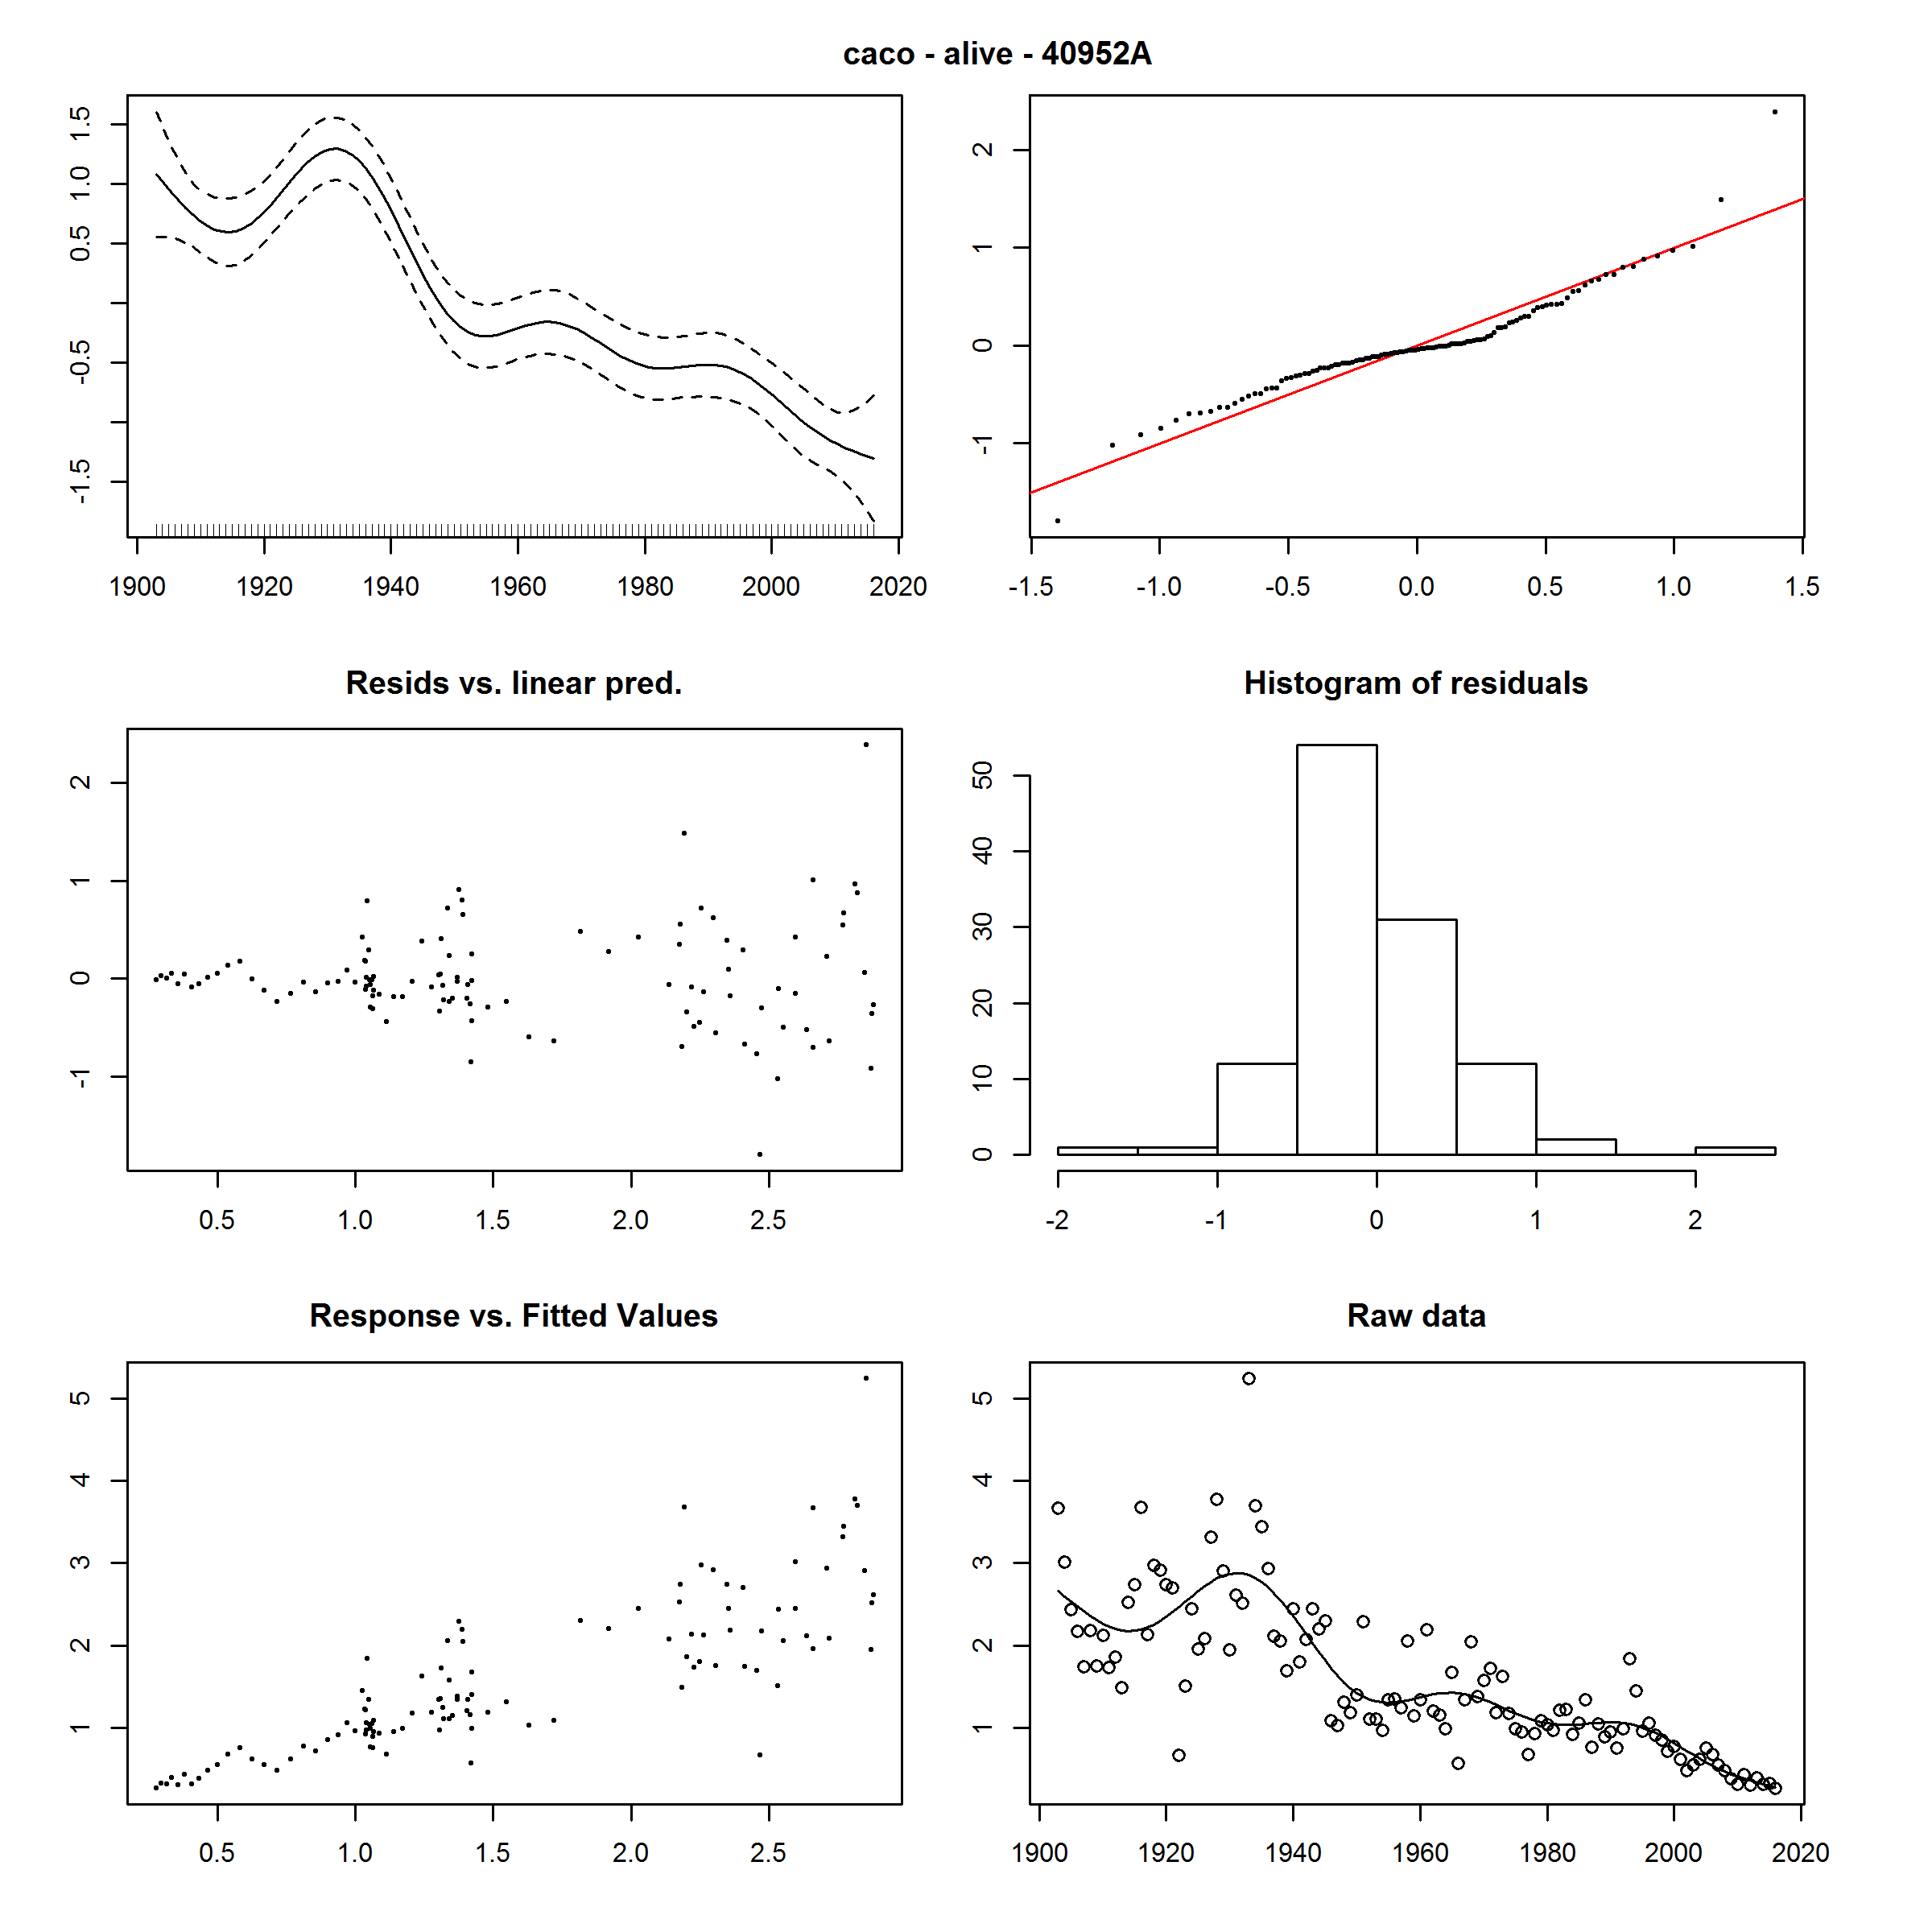 caco - alive - 40952A
1.5
1.0
0.5
-0.5
-1.5
1900 1920 1940 1960 1980 2000 2020
2
1
0
-1
-1.5 -1.0 -0.5 0.0 0.5 1.0 1.5
Resids vs. linear pred.
2
1
0
-1
0.5 1.0 1.5 2.0 2.5
Histogram of residuals
50
40
30
20
10
0
-2 -1 0 1 2
Response vs. Fitted Values
5
4
3
2
1
0.5 1.0 1.5 2.0 2.5
Raw data
5
4
3
2
1
1900 1920 1940 1960 1980 2000 2020